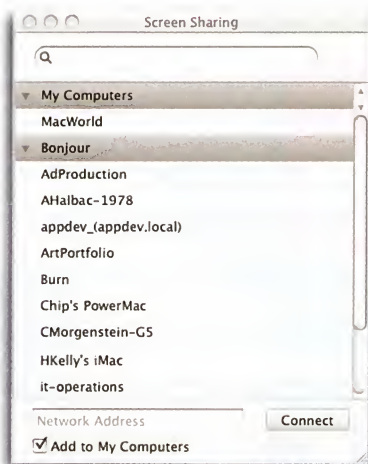 Screen Sharing
My Computers
MacWorld
Bonjour
AdProduction
AHalbac-1978
appdev_(appdev.local)
ArtPortfolio
Burn
Chip's PowerMac
CMorgenstein-G5
HKelly's iMac
it-operations
Network Address
Connect
Add to My Computers